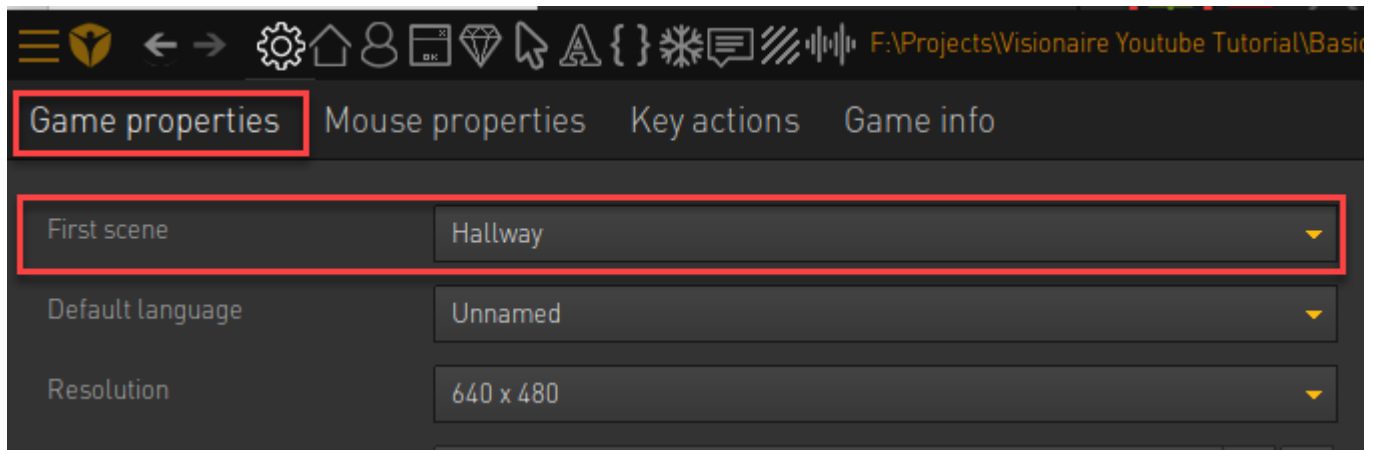 F:\Projects\Visionaire Youtube Tutorial\Basic
Game properties Mouse properties Key actions Game info
First scene Hallway
Default language Unnamed
Resolution 640 x 480